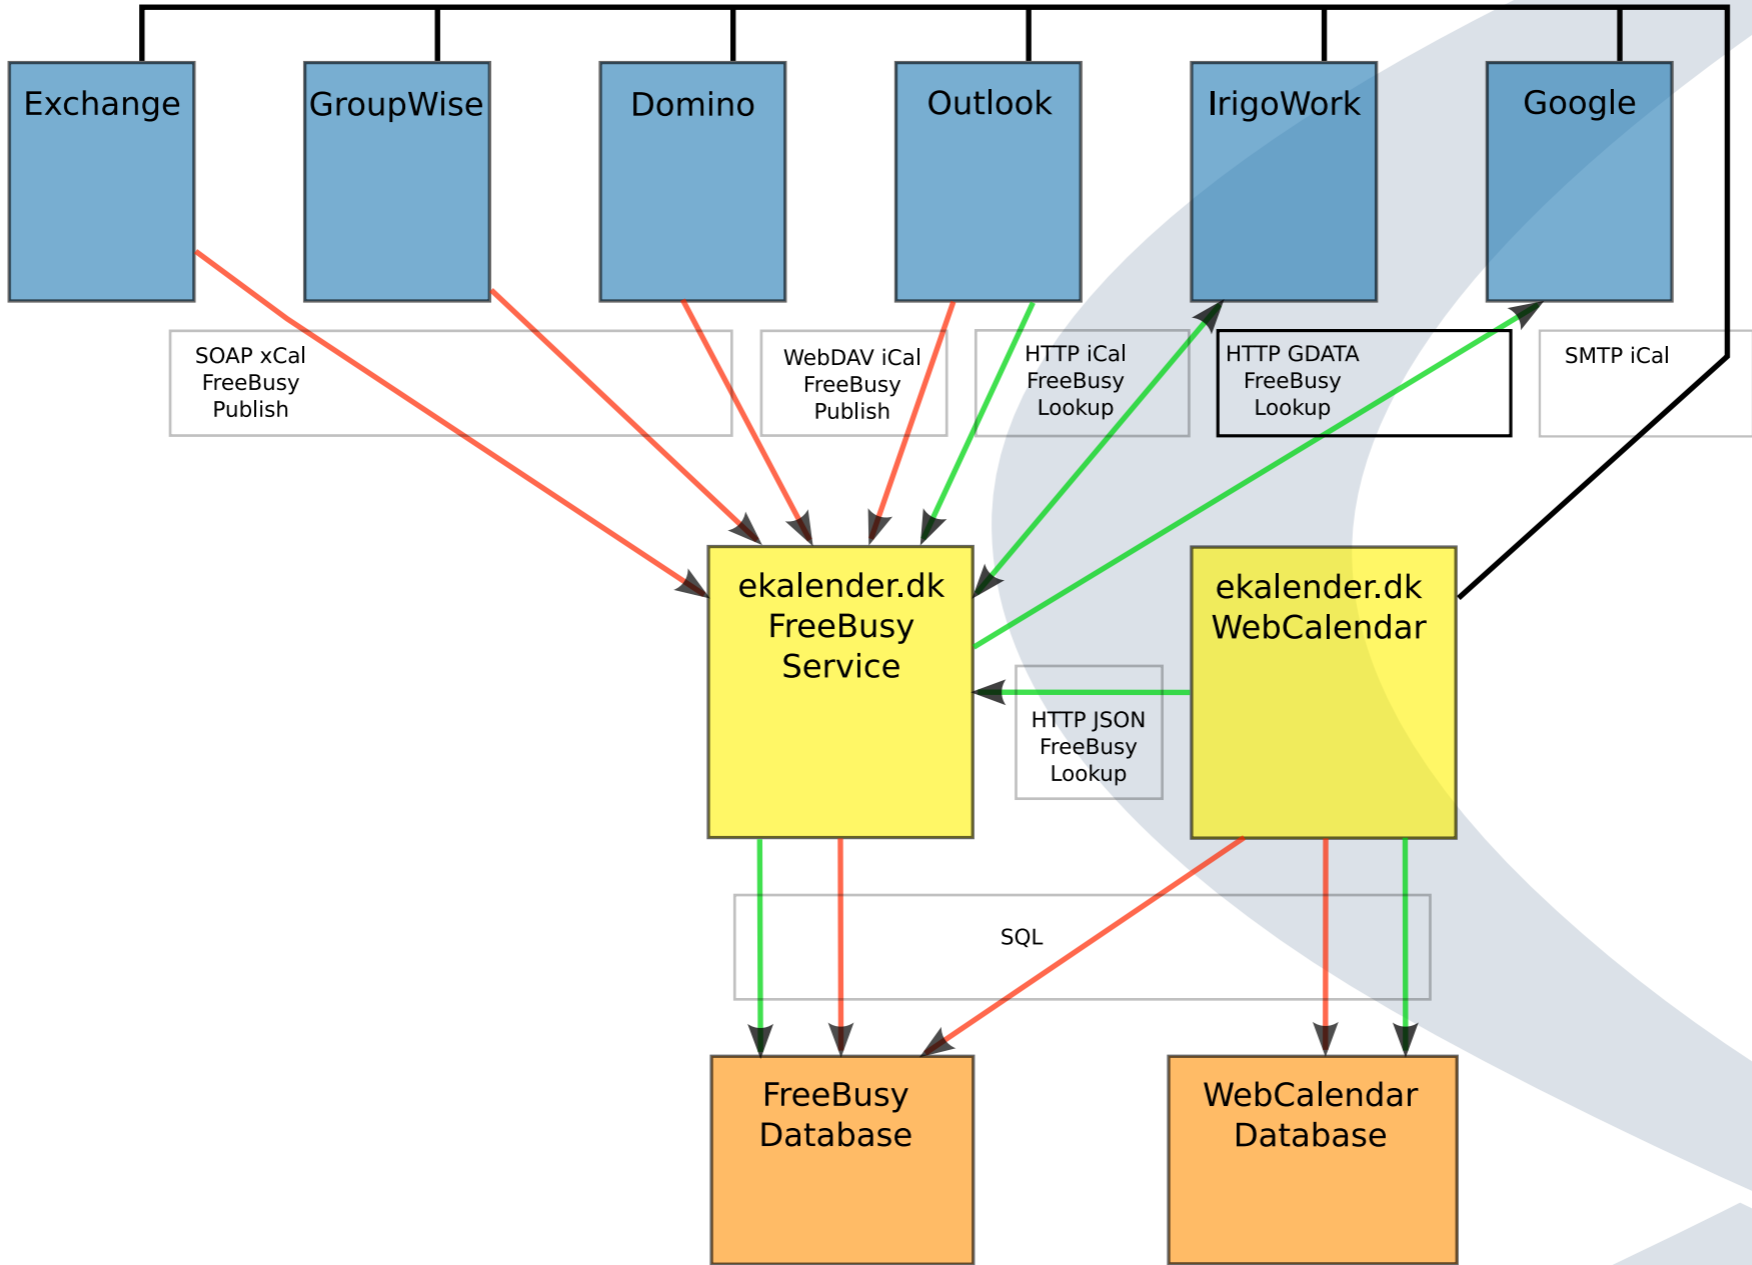 Exchange
GroupWise
Domino
Outlook
IrigoWork
Google
SOAP xCal
FreeBusy
Publish
WebDAV iCal
FreeBusy
Publish
HTTP iCal
FreeBusy
Lookup
HTTP GDATA
FreeBusy
Lookup
SMTP iCal
ekalender.dk
FreeBusy
Service
ekalender.dk
WebCalendar
HTTP JSON
FreeBusy
Lookup
SQL
FreeBusy
Database
WebCalendar
Database